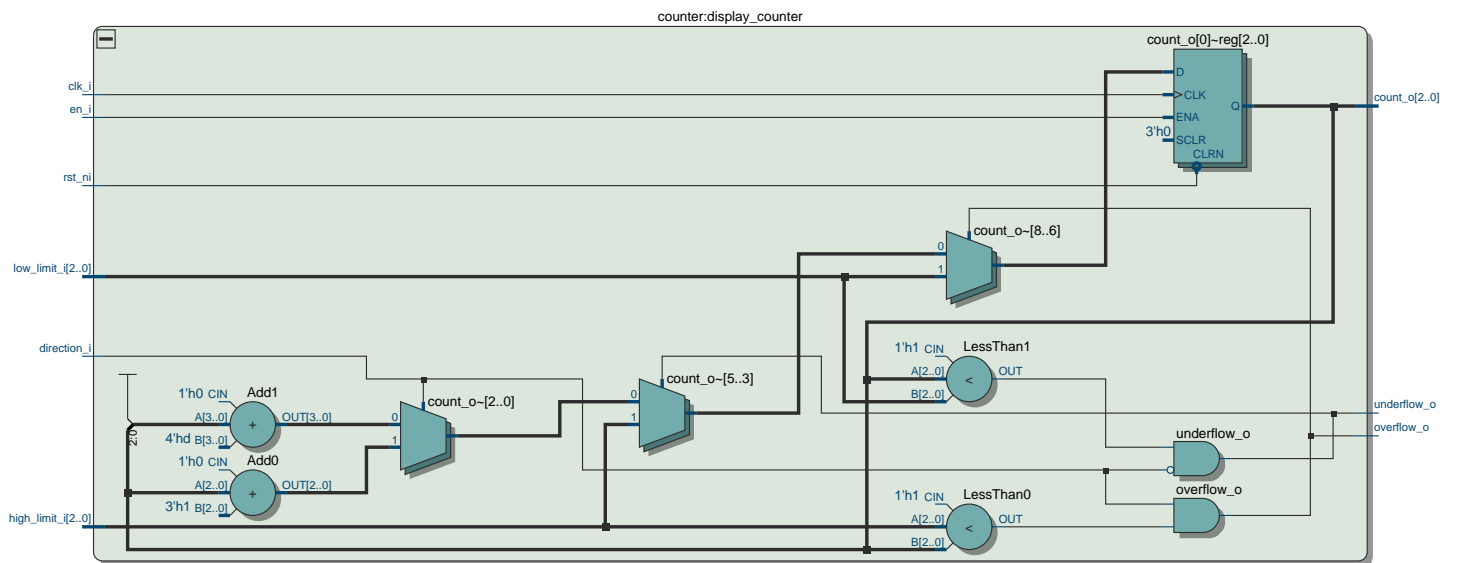 counter:display_counter
count_o[0]~reg[2..0]
clk_i
D
CLK
en_i
count_o[2..0]
Q
ENA
3'h0
SCLR
CLRN
rst_ni
count_o~[8..6]
0
low_limit_i[2..0]
1
direction_i
1'h1 CIN
LessThan1
A[2..0]
<
OUT
B[2..0]
count_o~[5..3]
0
1
1'h0 CIN
Add1
A[3..0]
+
OUT[3..0]
4'hd B[3..0]
2:0
count_o~[2..0]
0
1
underflow_o
overflow_o
underflow_o
1'h0 CIN
Add0
A[2..0]
+
OUT[2..0]
3'h1 B[2..0]
overflow_o
1'h1 CIN
LessThan0
high_limit_i[2..0]
A[2..0]
<
OUT
B[2..0]